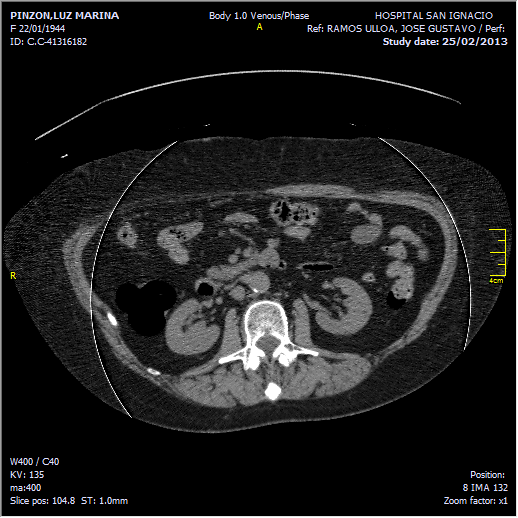 PINZON,LUZ MARINA
F 22/01/1944
ID: C.C-41316182
Body 1.0 Venous/Phase
A
HOSPITAL SAN IGNACIO
Ref: RAMOS ULLOA, JOSE GUSTAVO / Perf:
Study date: 25/02/2013
R
4cm
W400 / C40
KV: 135
ma:400
Slice pos: 104.8 ST: 1.0mm
Position:
8 IMA 132
Zoom factor: x1